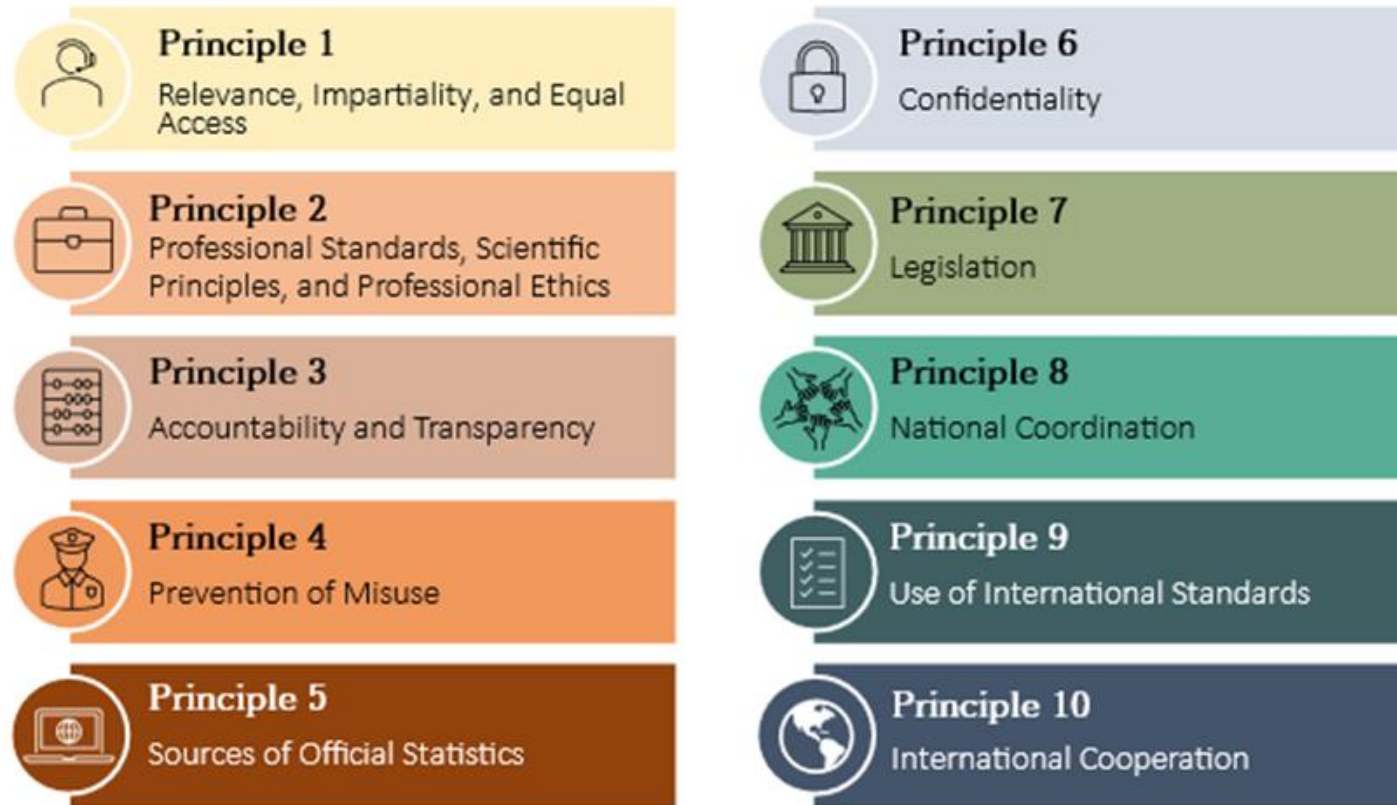 Principle 1
Relevance, Impartiality, and Equal
Access
Principle 2
Professional Standards, Scientific
Principles, and Professional Ethics
Principle 3
Accountability and Transparency
Principle 4
Prevention of Misuse
Principle 5
Sources of Official Statistics
Principle 6
Confidentiality
Principle 7
Legislation
Principle 8
National Coordination
Principle 9
Use of International Standards
Principle 10
International Cooperation